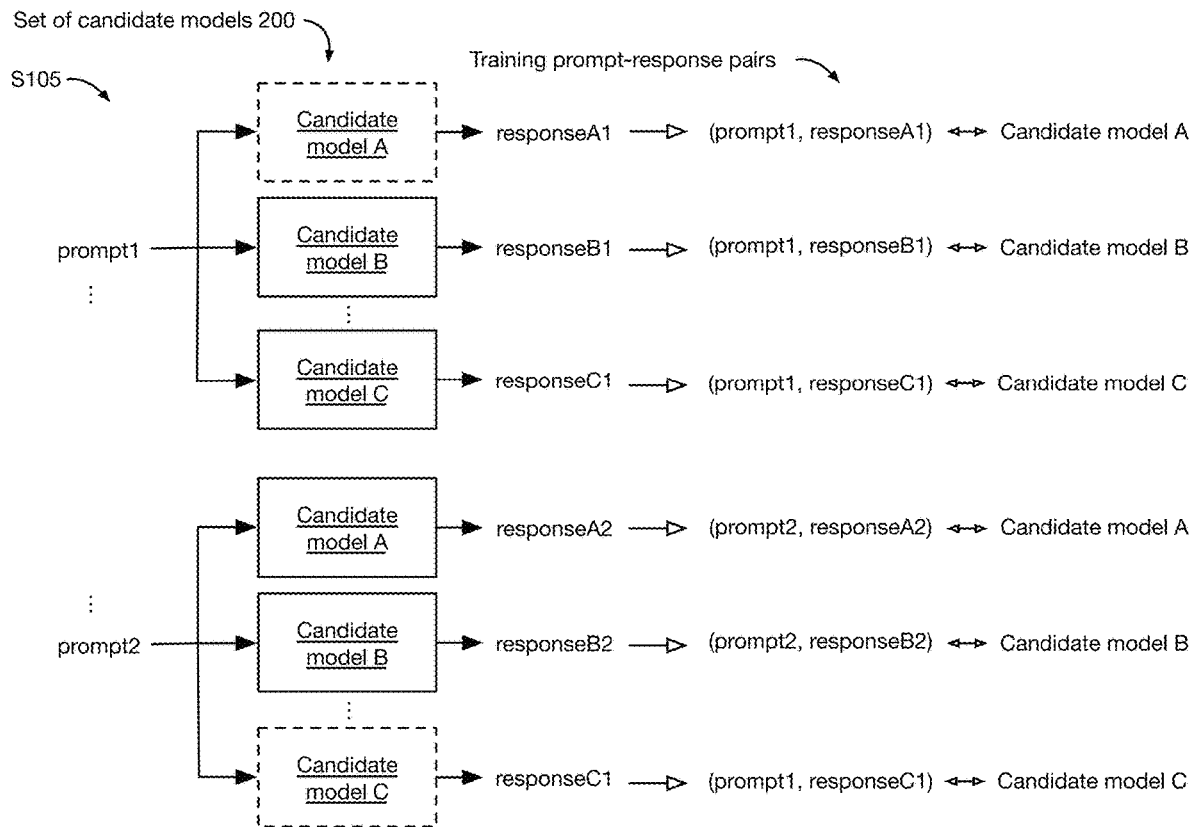 Set of candidate models 200
Training prompt-response pairs
S105
Candidate
model A
responseA1
(prompt1, responseA1)
Candidate model A
prompt1
Candidate
model B
responseB1
(prompt1, responseB1)
Candidate model B
Candidate
model C
responseC1
(prompt1, responseC1)
Candidate model C
Candidate
model A
responseA2
(prompt2, responseA2)
Candidate model A
prompt2
Candidate
model B
responseB2
(prompt2, responseB2)
Candidate model B
Candidate
model C
responseC1
(prompt1, responseC1)
Candidate model C